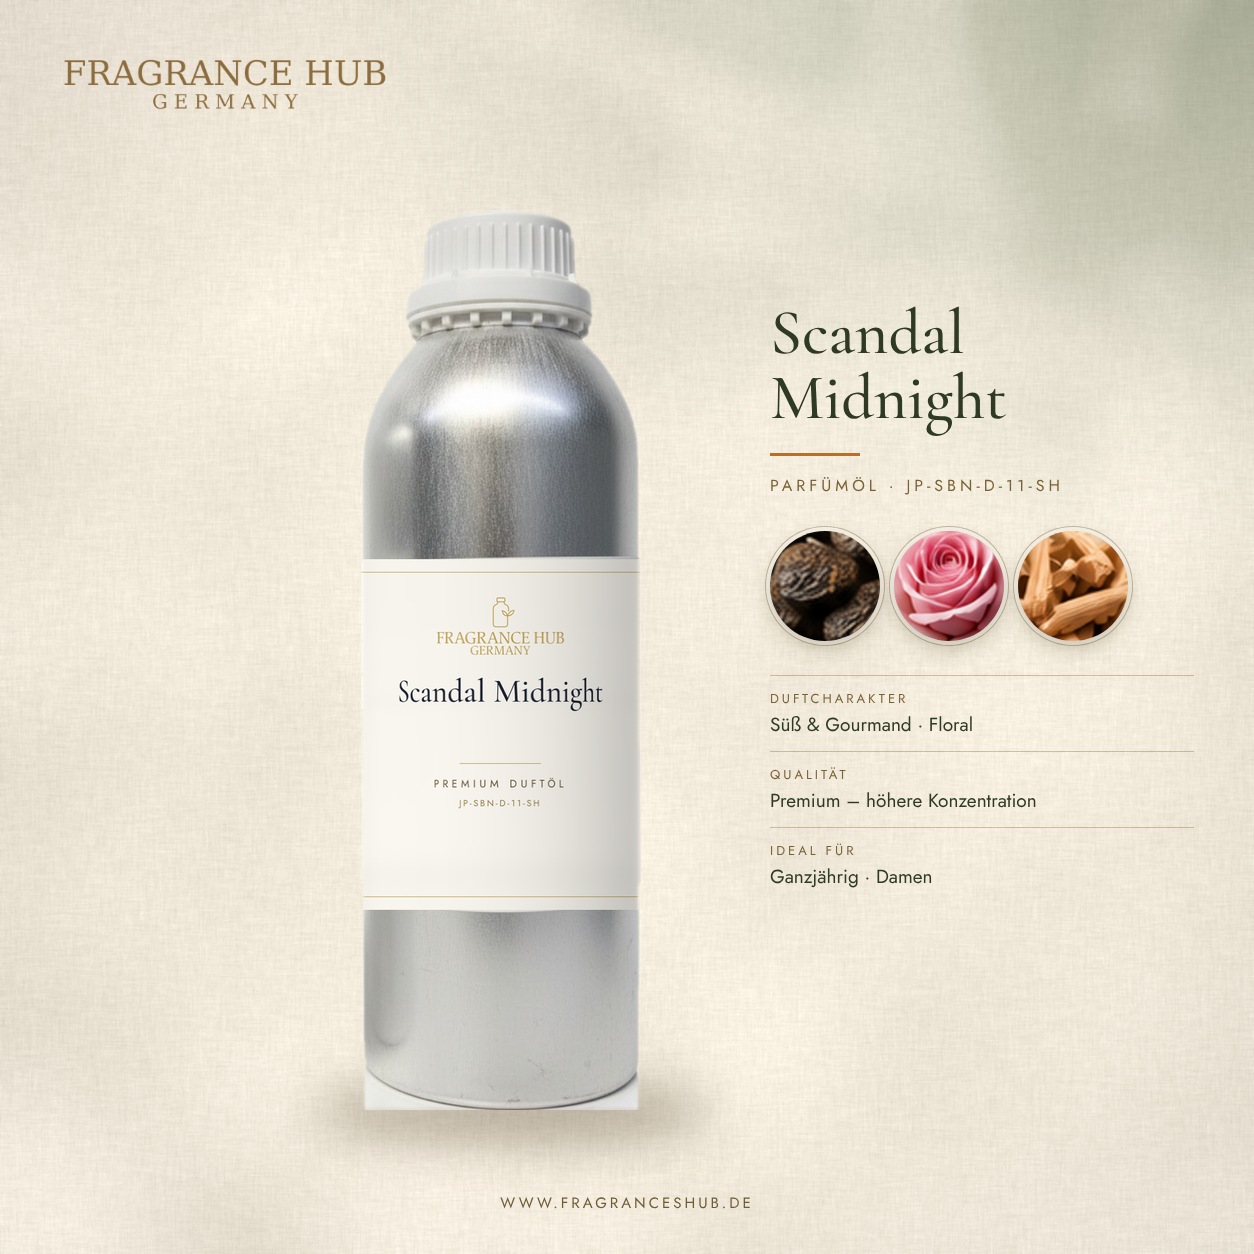 FRAGRANCE HUB
GERMANY
Scandal
Midnight
PARFÜMÖL · JP-SBN-D-11-SH
DUFTCHARAKTER
Süß & Gourmand · Floral
QUALITÄT
Premium – höhere Konzentration
IDEAL FÜR
Ganzjährig · Damen
FRAGRANCE HUB
GERMANY
Scandal Midnight
PREMIUM DUFTÖL
JP-SBN-D-11-SH
WWW.FRAGRANCESHUB.DE